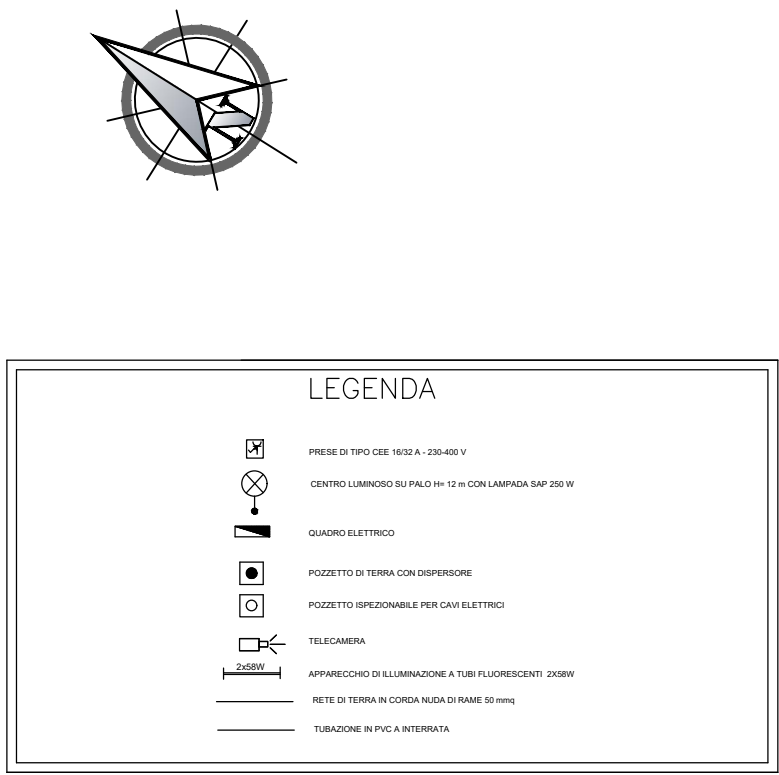 LEGENDA
PRESE DI TIPO CEE 16/32 A - 230-400 V
CENTRO LUMINOSO SU PALO H= 12 m CON LAMPADA SAP 250 W
QUADRO ELETTRICO
POZZETTO DI TERRA CON DISPERSORE
POZZETTO ISPEZIONABILE PER CAVI ELETTRICI
TELECAMERA
2x58W
APPARECCHIO DI ILLUMINAZIONE A TUBI FLUORESCENTI 2X58W
RETE DI TERRA IN CORDA NUDA DI RAME 50 mmq
TUBAZIONE IN PVC A INTERRATA